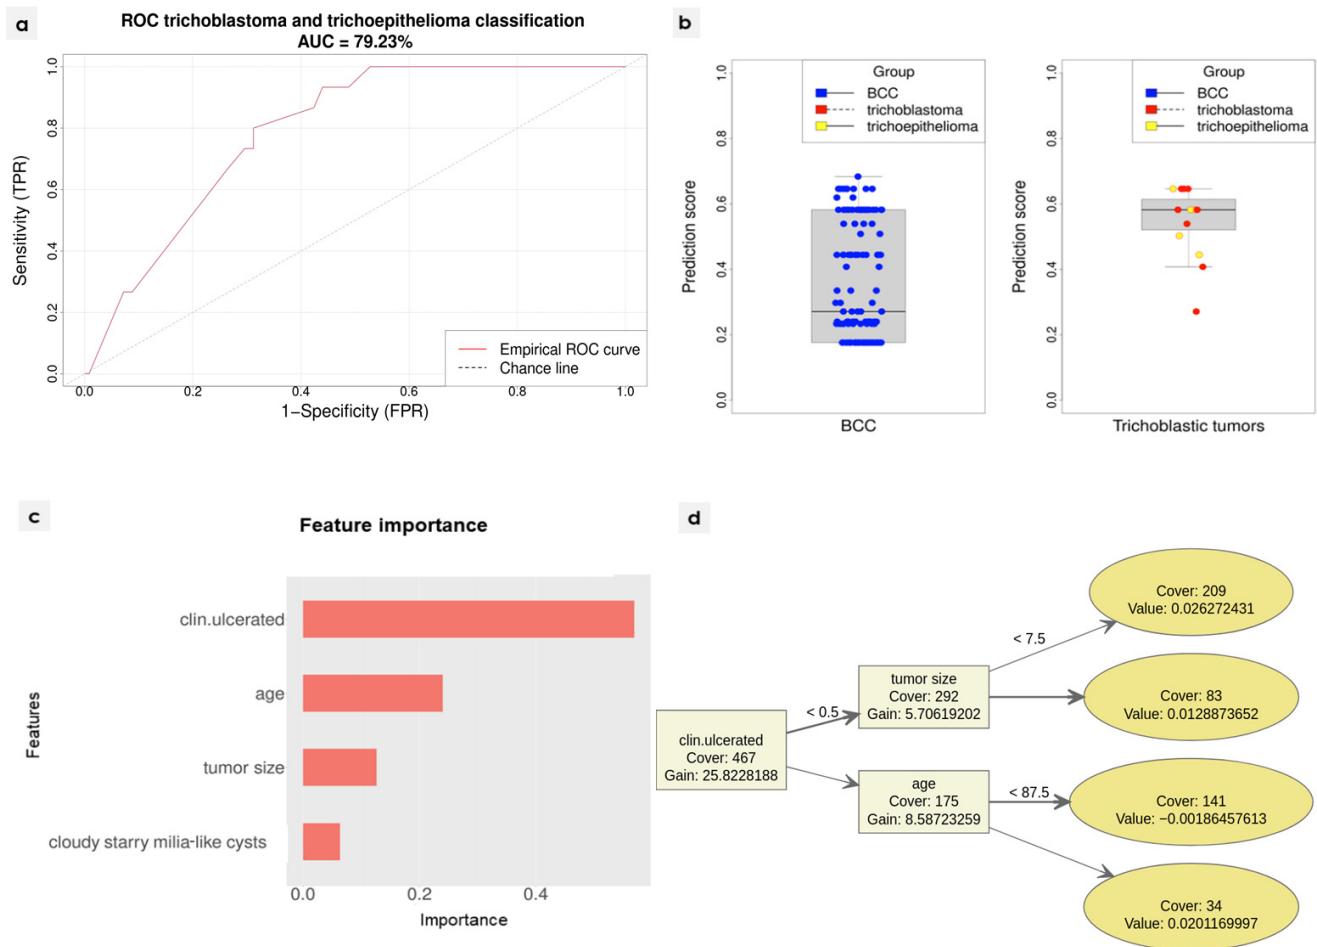 a
ROC trichoblastoma and trichoepithelioma classification
AUC = 79.23%
Sensitivity (TPR)
1.0
0.8
0.6
0.4
0.2
0.0
0.0
0.2
0.4
0.6
0.8
1.0
1−Specificity (FPR)
Empirical ROC curve
Chance line
b
Prediction score
1.0
0.8
0.6
0.4
0.2
0.0
Group
BCC
trichoblastoma
trichoepithelioma
BCC
Prediction score
1.0
0.8
0.6
0.4
0.2
0.0
Group
BCC
trichoblastoma
trichoepithelioma
Trichoblastic tumors
c
Feature importance
Features
clin.ulcerated
age
tumor size
cloudy starry milia-like cysts
0.0
0.2
0.4
Importance
d
clin.ulcerated
Cover: 467
Gain: 25.8228188
< 0.5
tumor size
Cover: 292
Gain: 5.70619202
age
Cover: 175
Gain: 8.58723259
< 7.5
< 87.5
Cover: 209
Value: 0.026272431
Cover: 83
Value: 0.0128873652
Cover: 141
Value: −0.00186457613
Cover: 34
Value: 0.0201169997